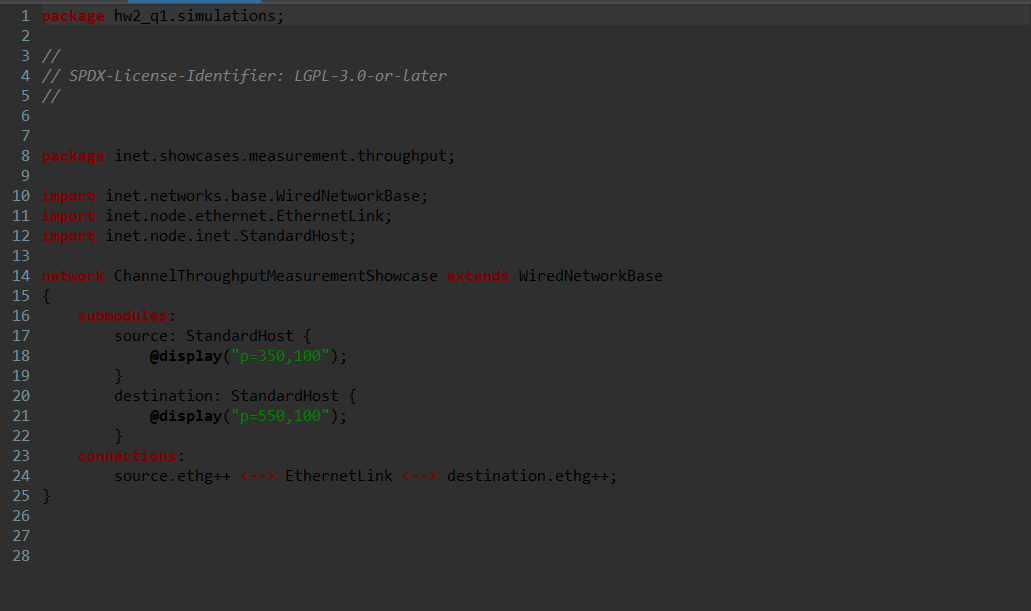 1 package hw2_q1.simulations;
2
3 //
4 // SPDX-License-Identifier: LGPL-3.0-or-later
5 //
6
7
8 package inet.showcases.measurement.throughput;
9
10 import inet.networks.base.WiredNetworkBase;
11 import inet.node.ethernet.EthernetLink;
12 import inet.node.inet.StandardHost;
13
14 network ChannelThroughputMeasurementShowcase extends WiredNetworkBase
15 {
16     submodules:
17         source: StandardHost {
18             @display("p=350,100");
19         }
20         destination: StandardHost {
21             @display("p=550,100");
22         }
23     connections:
24         source.ethg++ <--> EthernetLink <--> destination.ethg++;
25 }
26
27
28